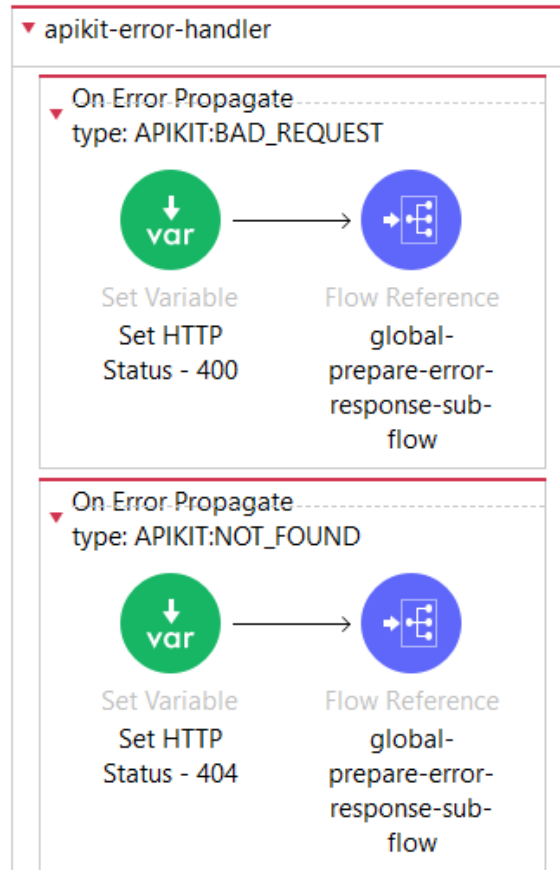 apikit-error-handler
On Error Propagate
type: APIKIT:BAD_REQUEST
var
Set Variable
Flow Reference
Set HTTP
Status - 400
global-
prepare-error-
response-sub-
flow
On Error Propagate
type: APIKIT:NOT_FOUND
var
Set Variable
Flow Reference
Set HTTP
Status - 404
global-
prepare-error-
response-sub-
flow